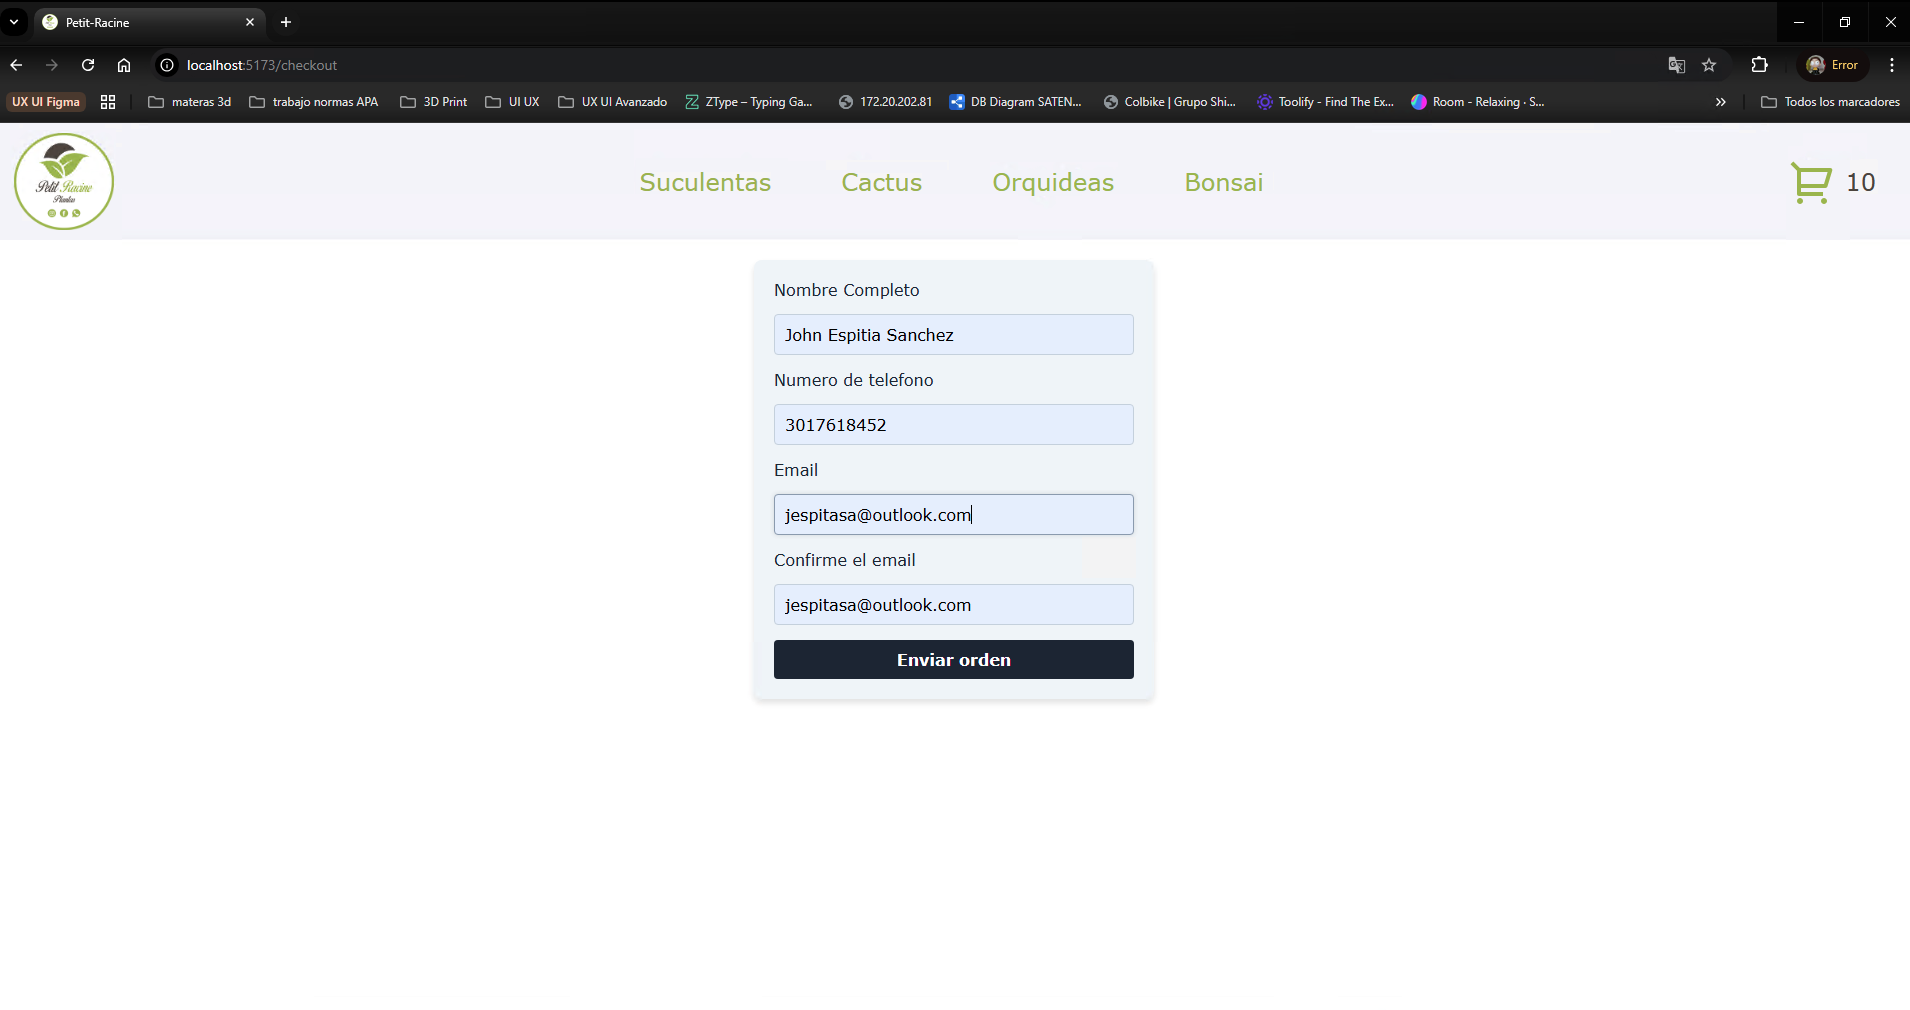 Petit-Racine
localhost:5173/checkout
Error
UX UI Figma
materas 3d
trabajo normas APA
3D Print
UI UX
UX UI Avanzado
ZType – Typing Ga...
172.20.202.81
DB Diagram SATEN...
Colbike | Grupo Shi...
Toolify - Find The Ex...
Room - Relaxing · S...
Todos los marcadores
Petit Racine
Plantas
Suculentas
Cactus
Orquideas
Bonsai
10
Nombre Completo
John Espitia Sanchez
Numero de telefono
3017618452
Email
jespitasa@outlook.com
Confirme el email
jespitasa@outlook.com
Enviar orden